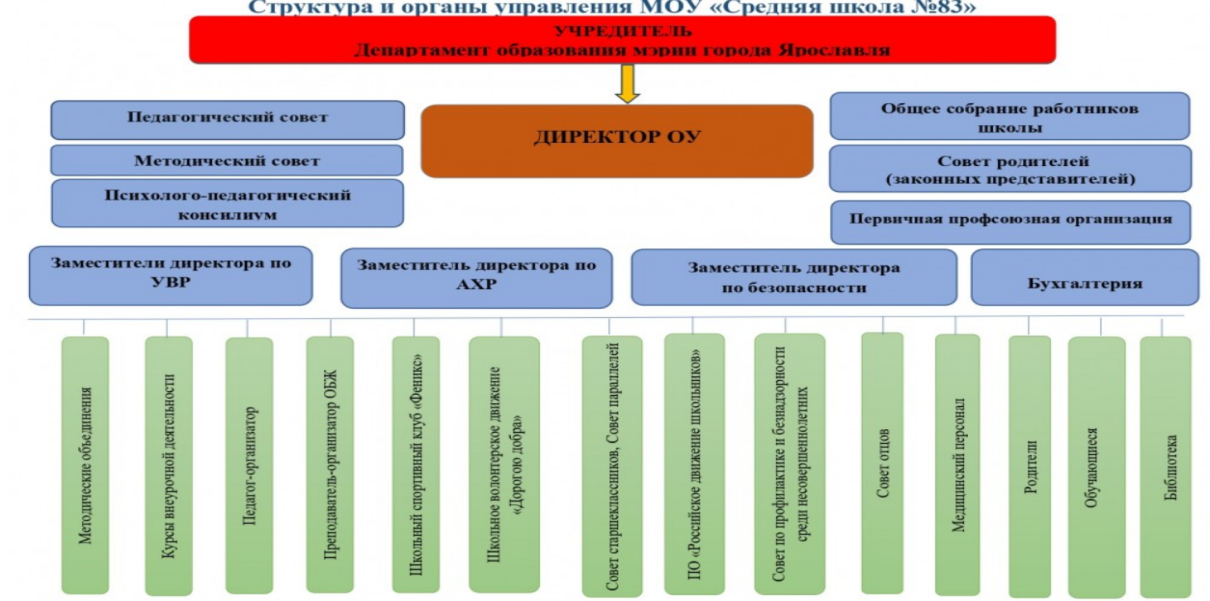 Структура и органы управления МОУ «Средняя школа №83»
УЧРЕДИТЕЛЬ
Департамент образования мэрии города Ярославля
ДИРЕКТОР ОУ
Педагогический совет
Методический совет
Психолого-педагогический
консилиум
Общее собрание работников
школы
Совет родителей
(законных представителей)
Первичная профсоюзная организация
Заместители директора по
УВР
Заместитель директора по
АХР
Заместитель директора
по безопасности
Бухгалтерия
Методические объединения
Курсы внеурочной деятельности
Педагог-организатор
Преподаватель-организатор ОБЖ
Школьный спортивный клуб «Феникс»
Школьное волонтерское движение
«Дорогою добра»
Совет старшеклассников, Совет параллелей
ПО «Российское движение школьников»
Совет по профилактике и безнадзорности
среди несовершеннолетних
Совет отцов
Медицинский персонал
Родители
Обучающиеся
Библиотека